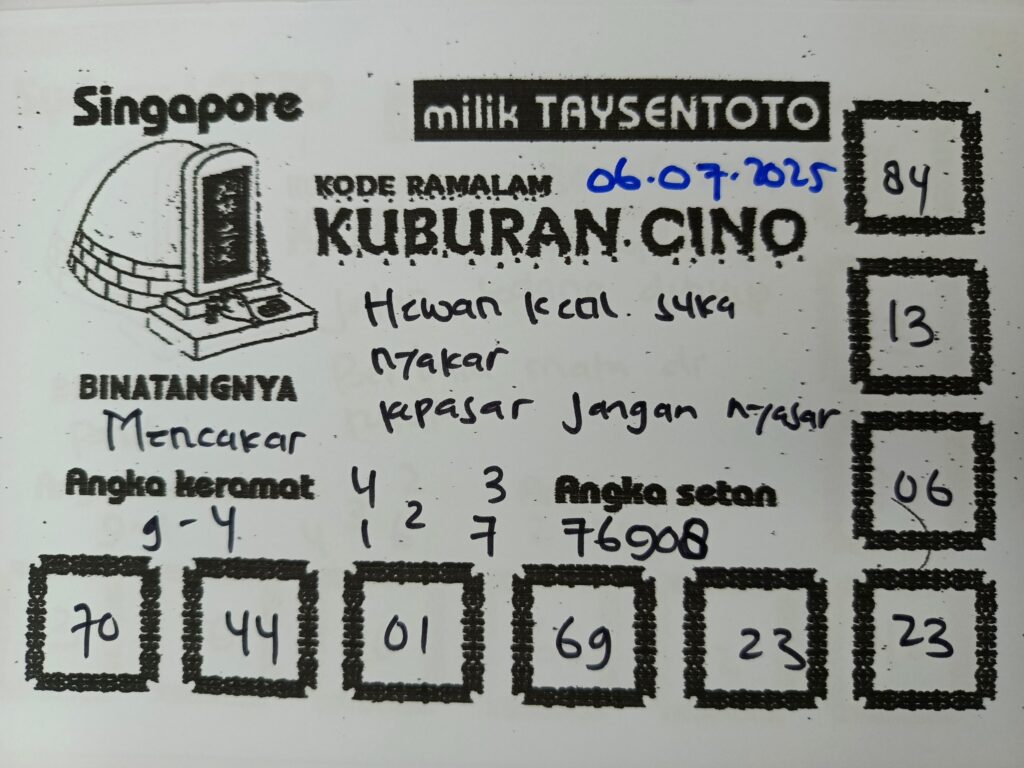 Singapore
milik TAYSENTOTO
KODE RAMALAM
06.07.2025
KUBURAN CINO
Hewan kecil. suka
nyakar
kepasar jangan nyasar
BINATANGNYA
Mencakar
Angka keramat
9-4
4 3
2
1 7
Angka setan
76908
84
13
06
70
44
01
69
23
23